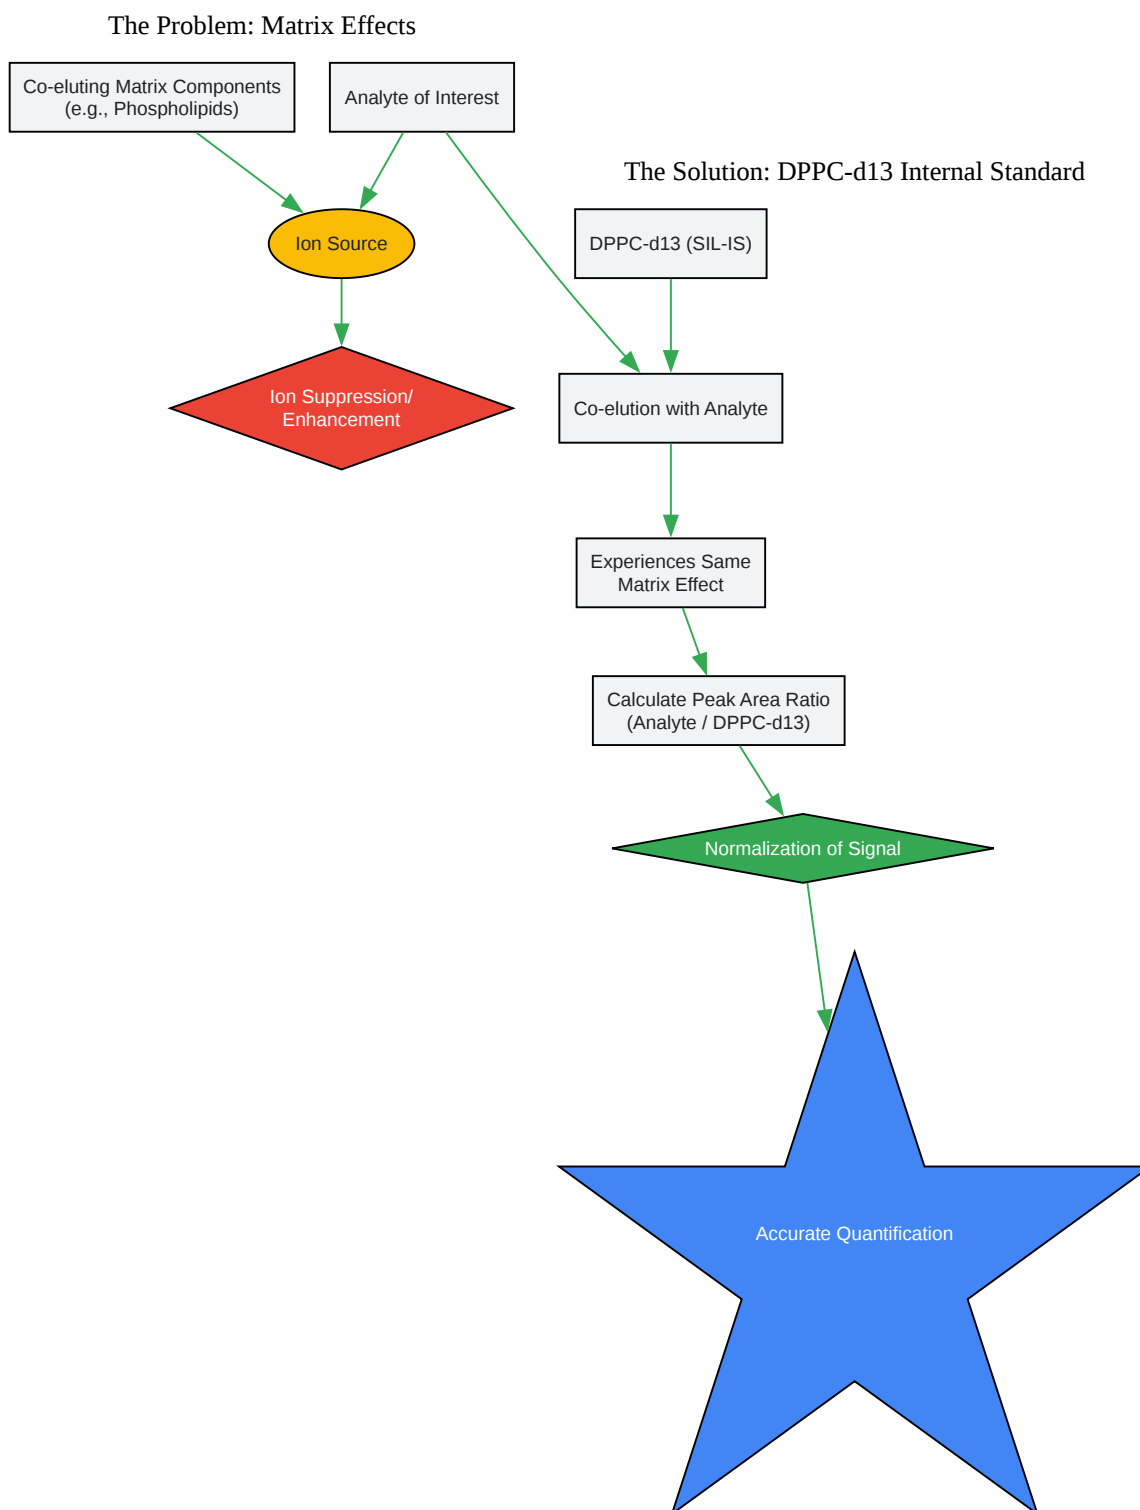 The Problem: Matrix Effects
Co-eluting Matrix Components
(e.g., Phospholipids)
Analyte of Interest
The Solution: DPPC-d13 Internal Standard
Ion Source
DPPC-d13 (SIL-IS)
Ion Suppression/
Enhancement
Co-elution with Analyte
Experiences Same
Matrix Effect
Calculate Peak Area Ratio
(Analyte / DPPC-d13)
Normalization of Signal
Accurate Quantification